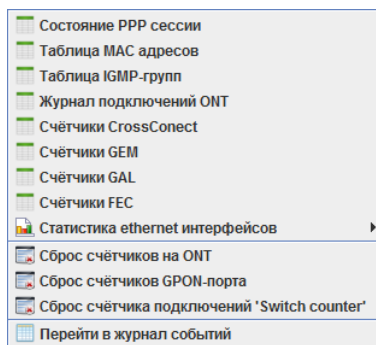 Состояние PPP сессии
Таблица MAC адресов
Таблица IGMP-групп
Журнал подключений ONT
Счётчики CrossConect
Счётчики GEM
Счётчики GAL
Счётчики FEC
Статистика ethernet интерфейсов
Сброс счётчиков на ONT
Сброс счётчиков GPON-порта
Сброс счётчика подключений 'Switch counter'
Перейти в журнал событий